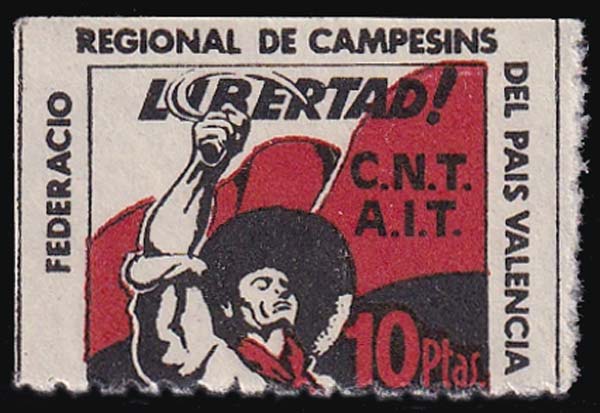 FEDERACIO
REGIONAL DE CAMPESINS
DEL PAIS VALENCIA
LIBERTAD!
C.N.T.
A.I.T.
10 Ptas.